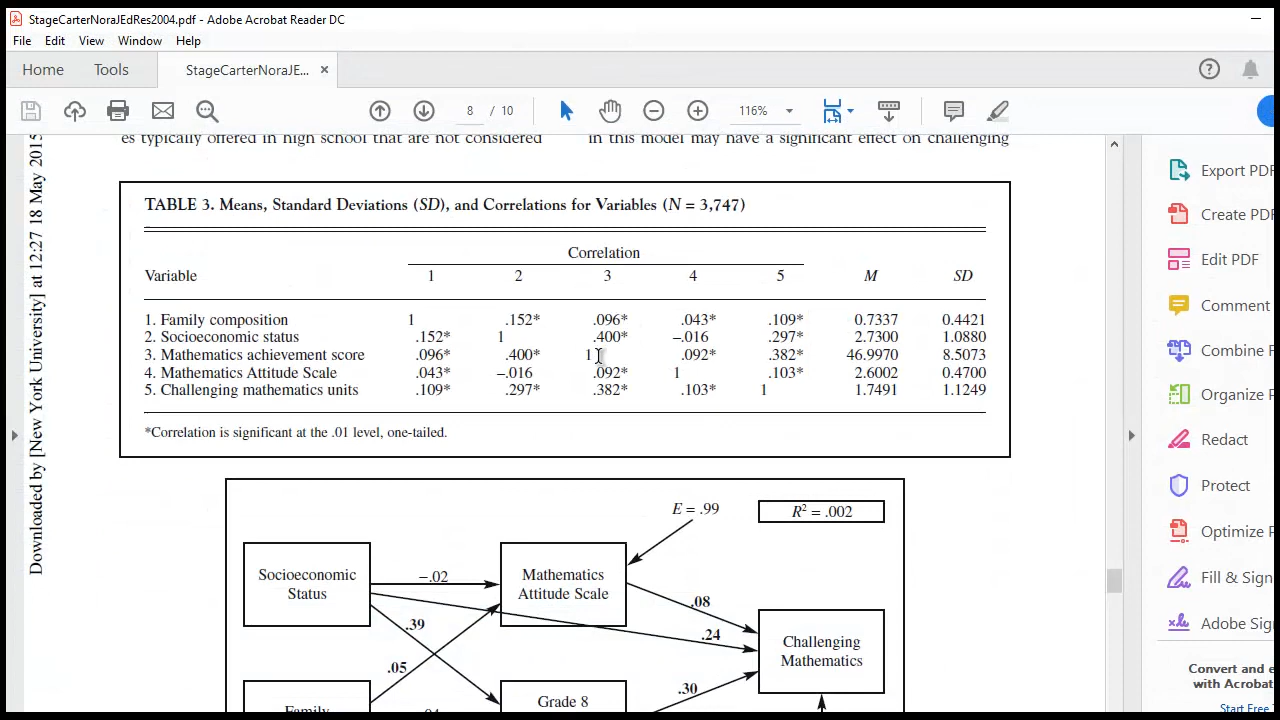 StageCarterNoraJEdRes2004.pdf - Adobe Acrobat Reader DC
File Edit View Window Help
Home Tools StageCarterNoraJE... ×
8 / 10 116%
es typically offered in high school that are not considered
in this model may have a significant effect on challenging
Downloaded by [New York University] at 12:27 18 May 2015
TABLE 3. Means, Standard Deviations (SD), and Correlations for Variables (N = 3,747)
Correlation
Variable 1 2 3 4 5 M SD
1. Family composition 1 .152* .096* .043* .109* 0.7337 0.4421
2. Socioeconomic status .152* 1 .400* –.016 .297* 2.7300 1.0880
3. Mathematics achievement score .096* .400* 1 .092* .382* 46.9970 8.5073
4. Mathematics Attitude Scale .043* –.016 .092* 1 .103* 2.6002 0.4700
5. Challenging mathematics units .109* .297* .382* .103* 1 1.7491 1.1249
*Correlation is significant at the .01 level, one-tailed.
E = .99
R² = .002
Socioeconomic
Status
–.02
Mathematics
Attitude Scale
.08
.39
.24
Challenging
Mathematics
.05
.30
Family
Grade 8
Export PDF
Create PDF
Edit PDF
Comment
Combine F
Organize P
Redact
Protect
Optimize P
Fill & Sign
Adobe Sig
Convert and e
with Acrobat
Start Free